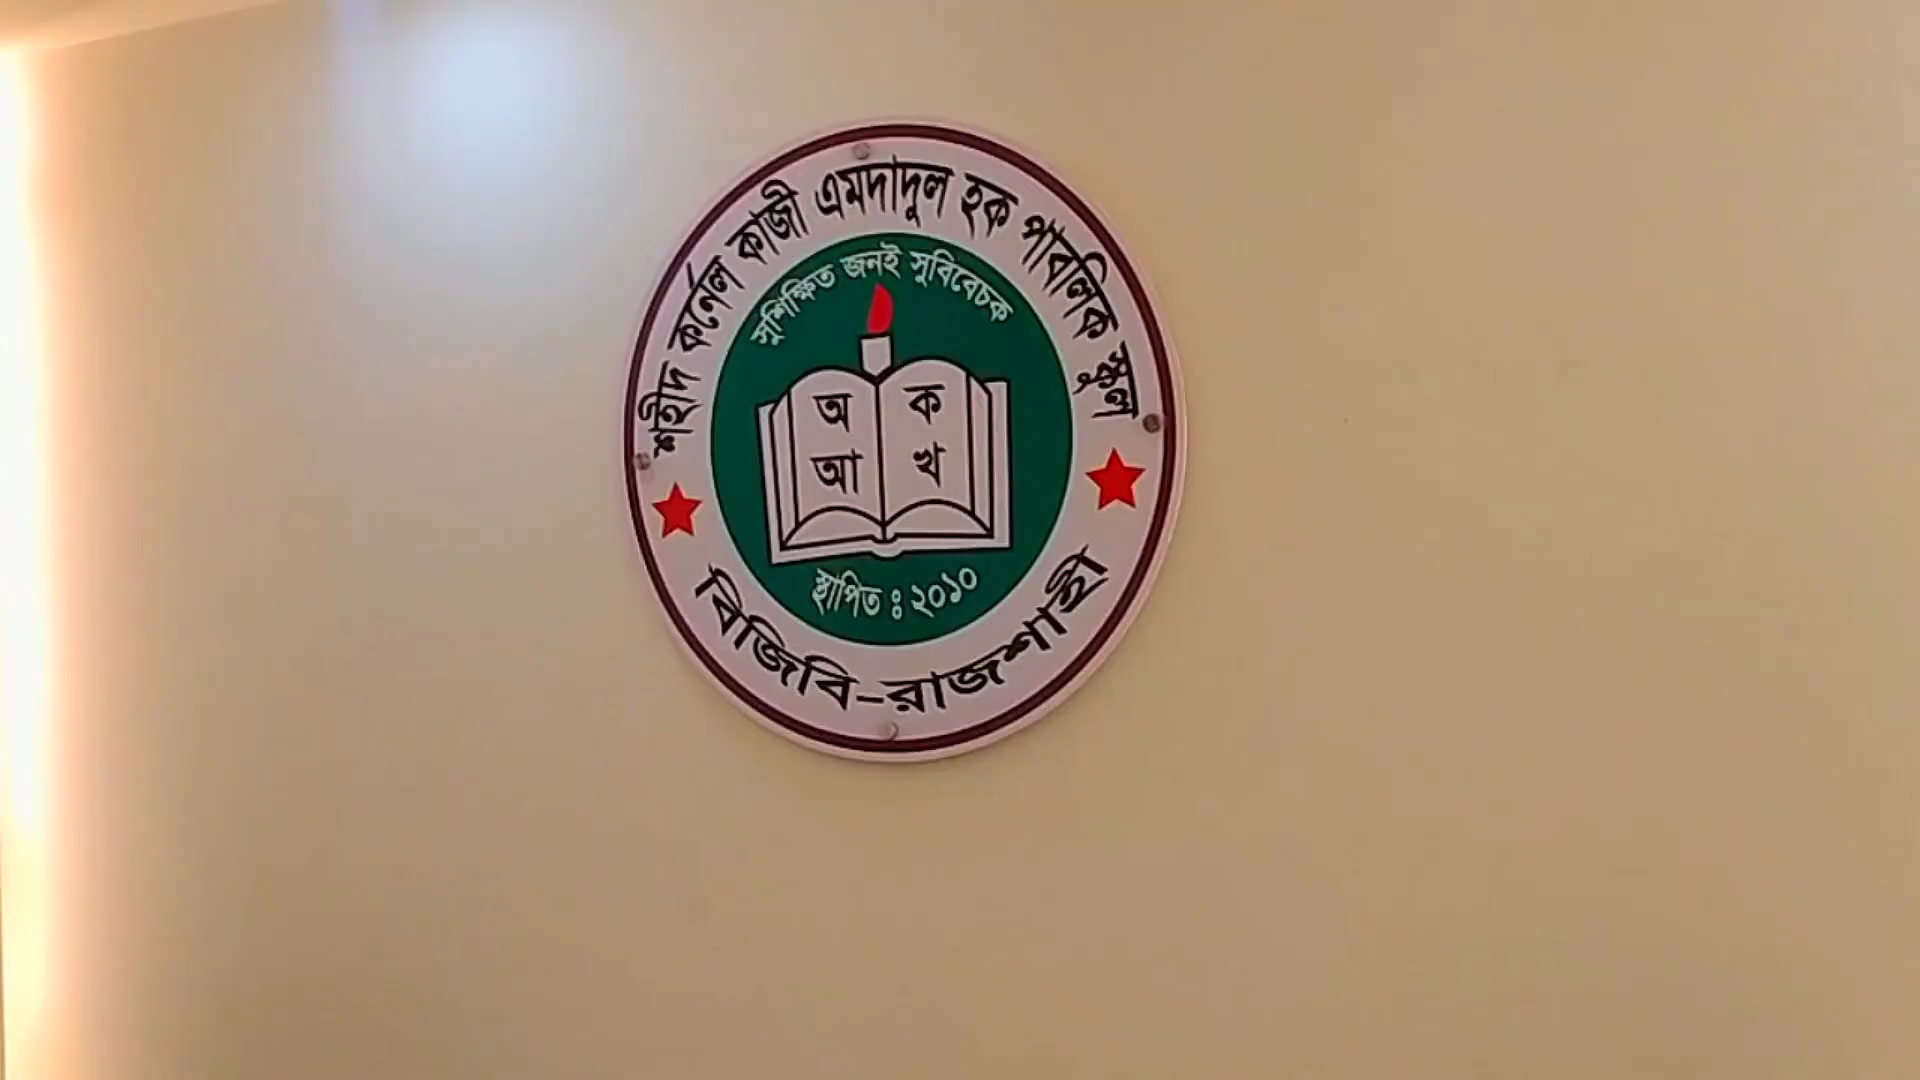 শহীদ কর্ণেল কাজী এমদাদুল হক পাবলিক স্কুল
সুশিক্ষিত জনই সুবিবেচক
অ ক
আ খ
স্থাপিত : ২০১০
বিজিবি-রাজশাহী